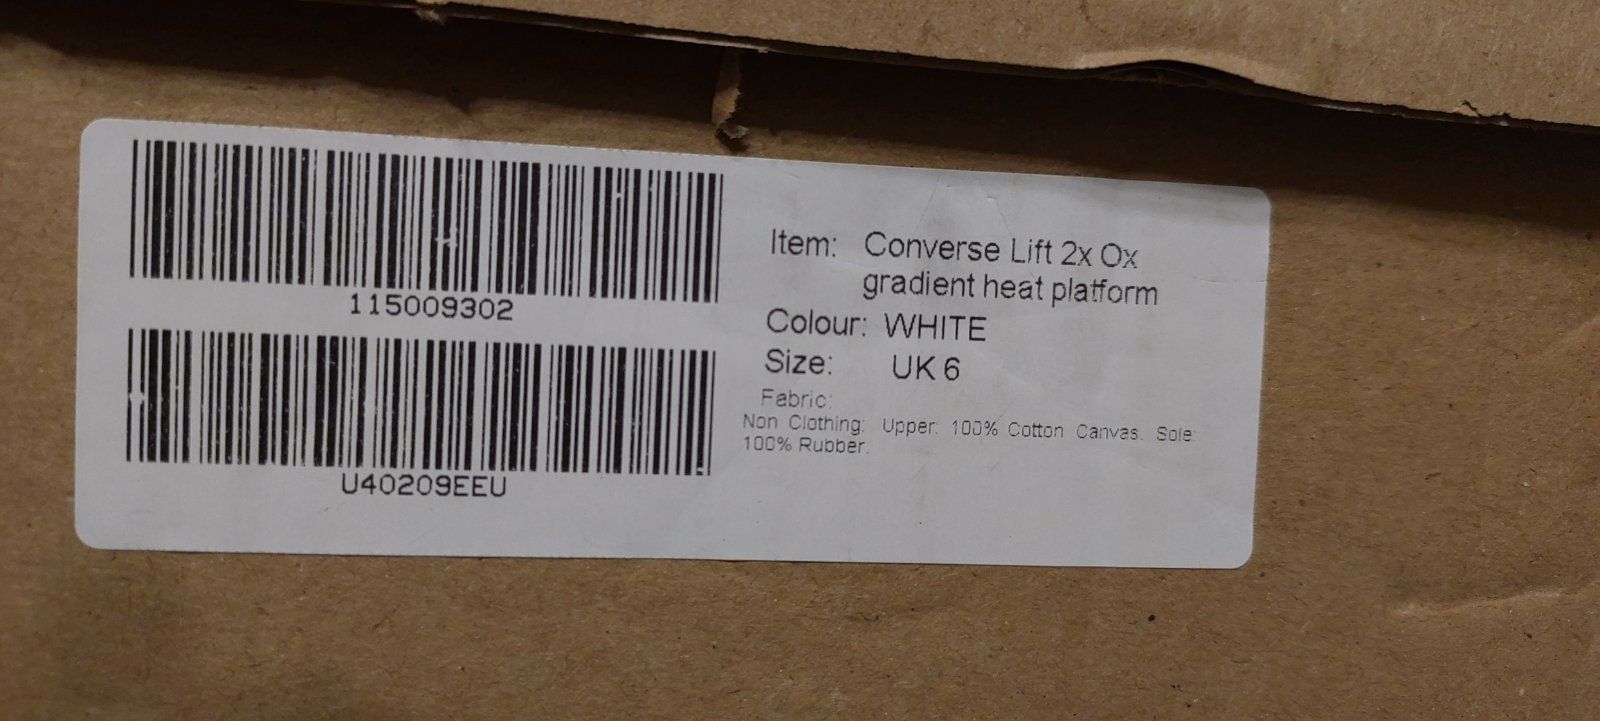 115009302
U40209EEU
Item: Converse Lift 2x Ox
gradient heat platform
Colour: WHITE
Size: UK 6
Fabric:
Non Clothing: Upper: 100% Cotton Canvas. Sole:
100% Rubber.